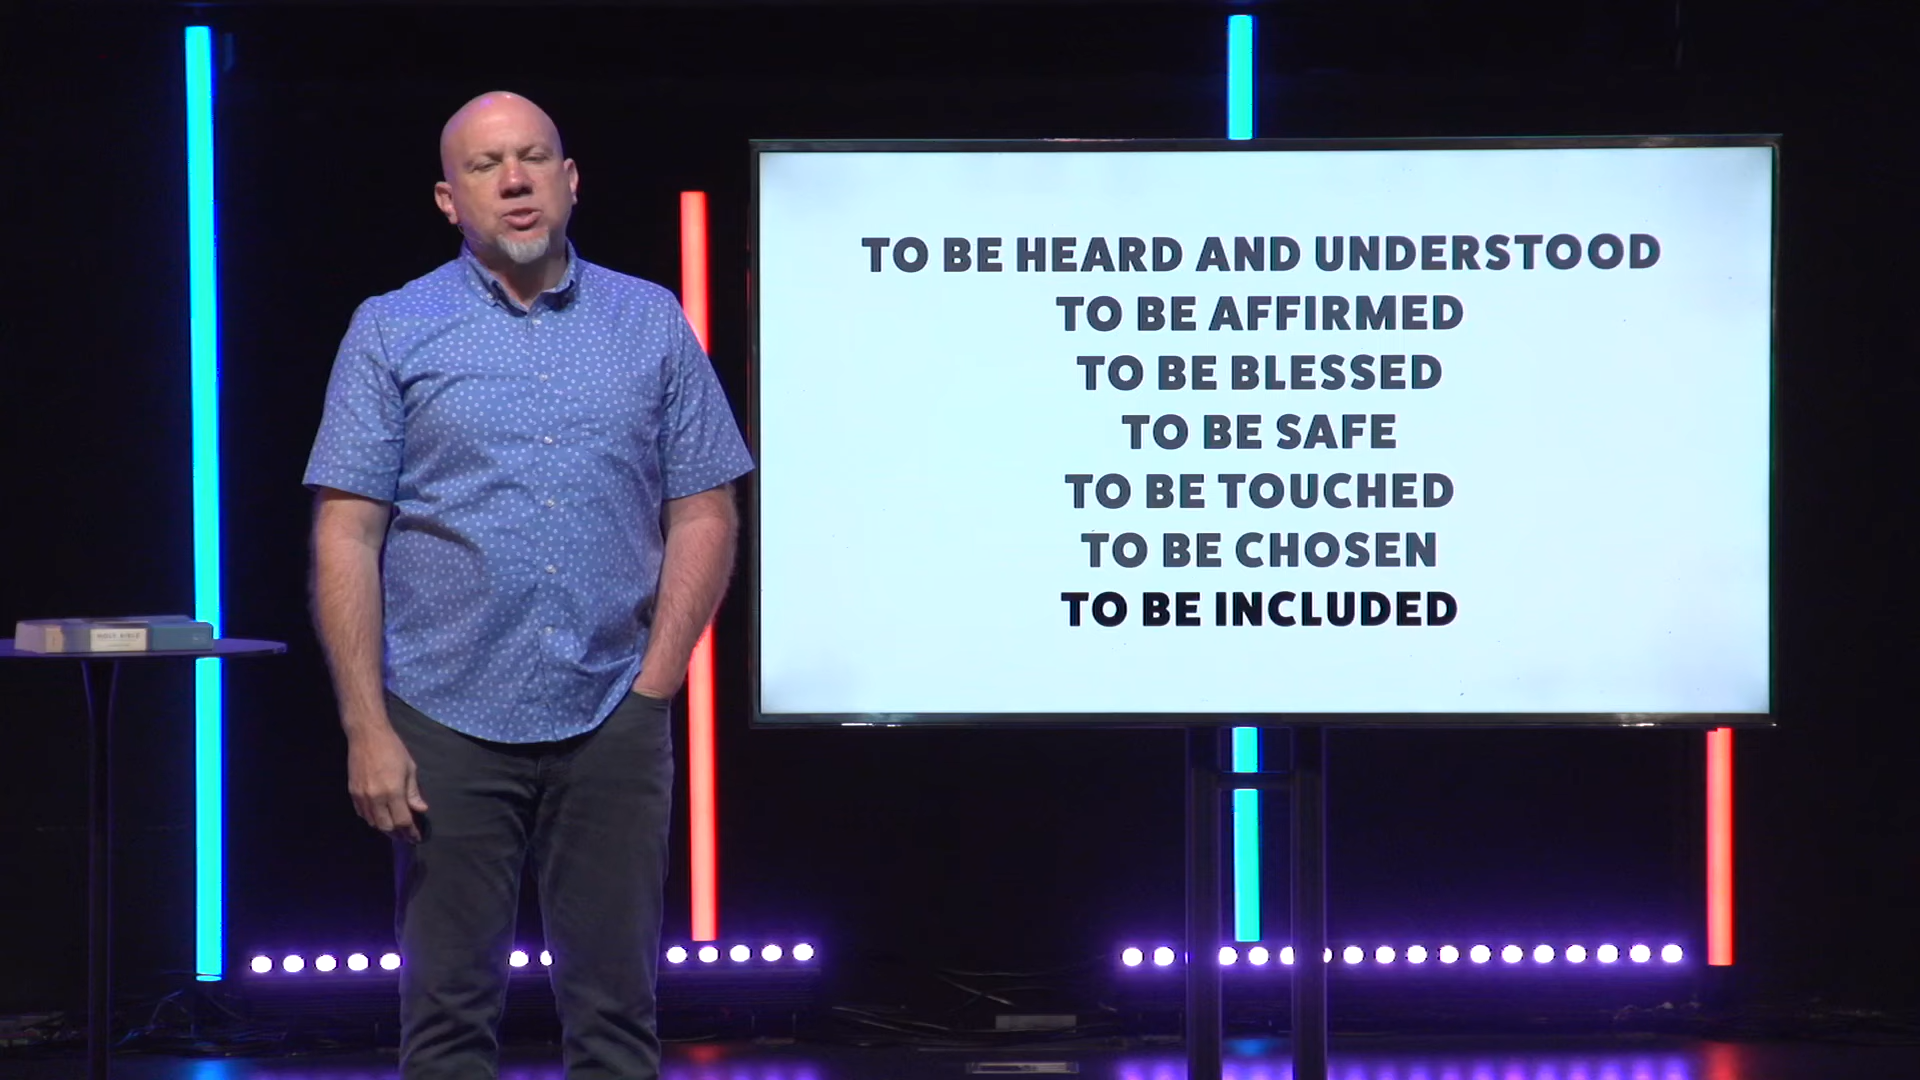 TO BE HEARD AND UNDERSTOOD
TO BE AFFIRMED
TO BE BLESSED
TO BE SAFE
TO BE TOUCHED
TO BE CHOSEN
TO BE INCLUDED
HOLY BIBLE